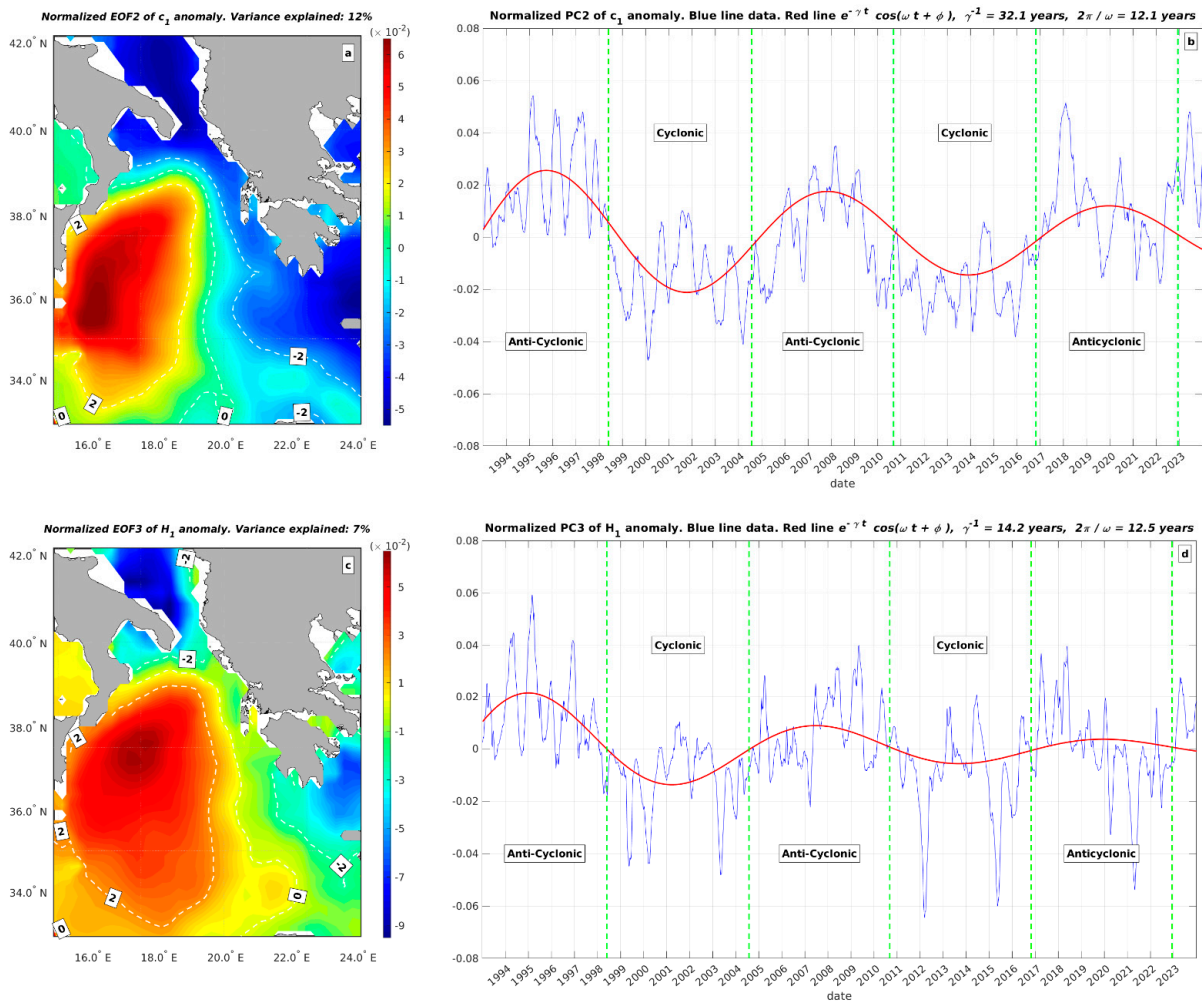 Normalized EOF2 of c1 anomaly. Variance explained: 12%
(× 10-2)
a
42.0° N
40.0° N
38.0° N
36.0° N
34.0° N
16.0° E 18.0° E 20.0° E 22.0° E 24.0° E
2
2
0
0
-2
-2
6
5
4
3
2
1
0
-1
-2
-3
-4
-5
Normalized PC2 of c1 anomaly. Blue line data. Red line e- γ t cos(ω t + ϕ ), γ-1 = 32.1 years, 2π / ω = 12.1 years
b
0.08
0.06
0.04
0.02
0
-0.02
-0.04
-0.06
-0.08
Cyclonic
Cyclonic
Anti-Cyclonic
Anti-Cyclonic
Anticyclonic
1994 1995 1996 1997 1998 1999 2000 2001 2002 2003 2004 2005 2006 2007 2008 2009 2010 2011 2012 2013 2014 2015 2016 2017 2018 2019 2020 2021 2022 2023
date
Normalized EOF3 of H1 anomaly. Variance explained: 7%
(× 10-2)
c
42.0° N
40.0° N
38.0° N
36.0° N
34.0° N
16.0° E 18.0° E 20.0° E 22.0° E 24.0° E
-2
-2
2
2
2
0
0
-2
5
3
1
-1
-3
-5
-7
-9
Normalized PC3 of H1 anomaly. Blue line data. Red line e- γ t cos(ω t + ϕ ), γ-1 = 14.2 years, 2π / ω = 12.5 years
d
0.08
0.06
0.04
0.02
0
-0.02
-0.04
-0.06
-0.08
Cyclonic
Cyclonic
Anti-Cyclonic
Anti-Cyclonic
Anticyclonic
1994 1995 1996 1997 1998 1999 2000 2001 2002 2003 2004 2005 2006 2007 2008 2009 2010 2011 2012 2013 2014 2015 2016 2017 2018 2019 2020 2021 2022 2023
date